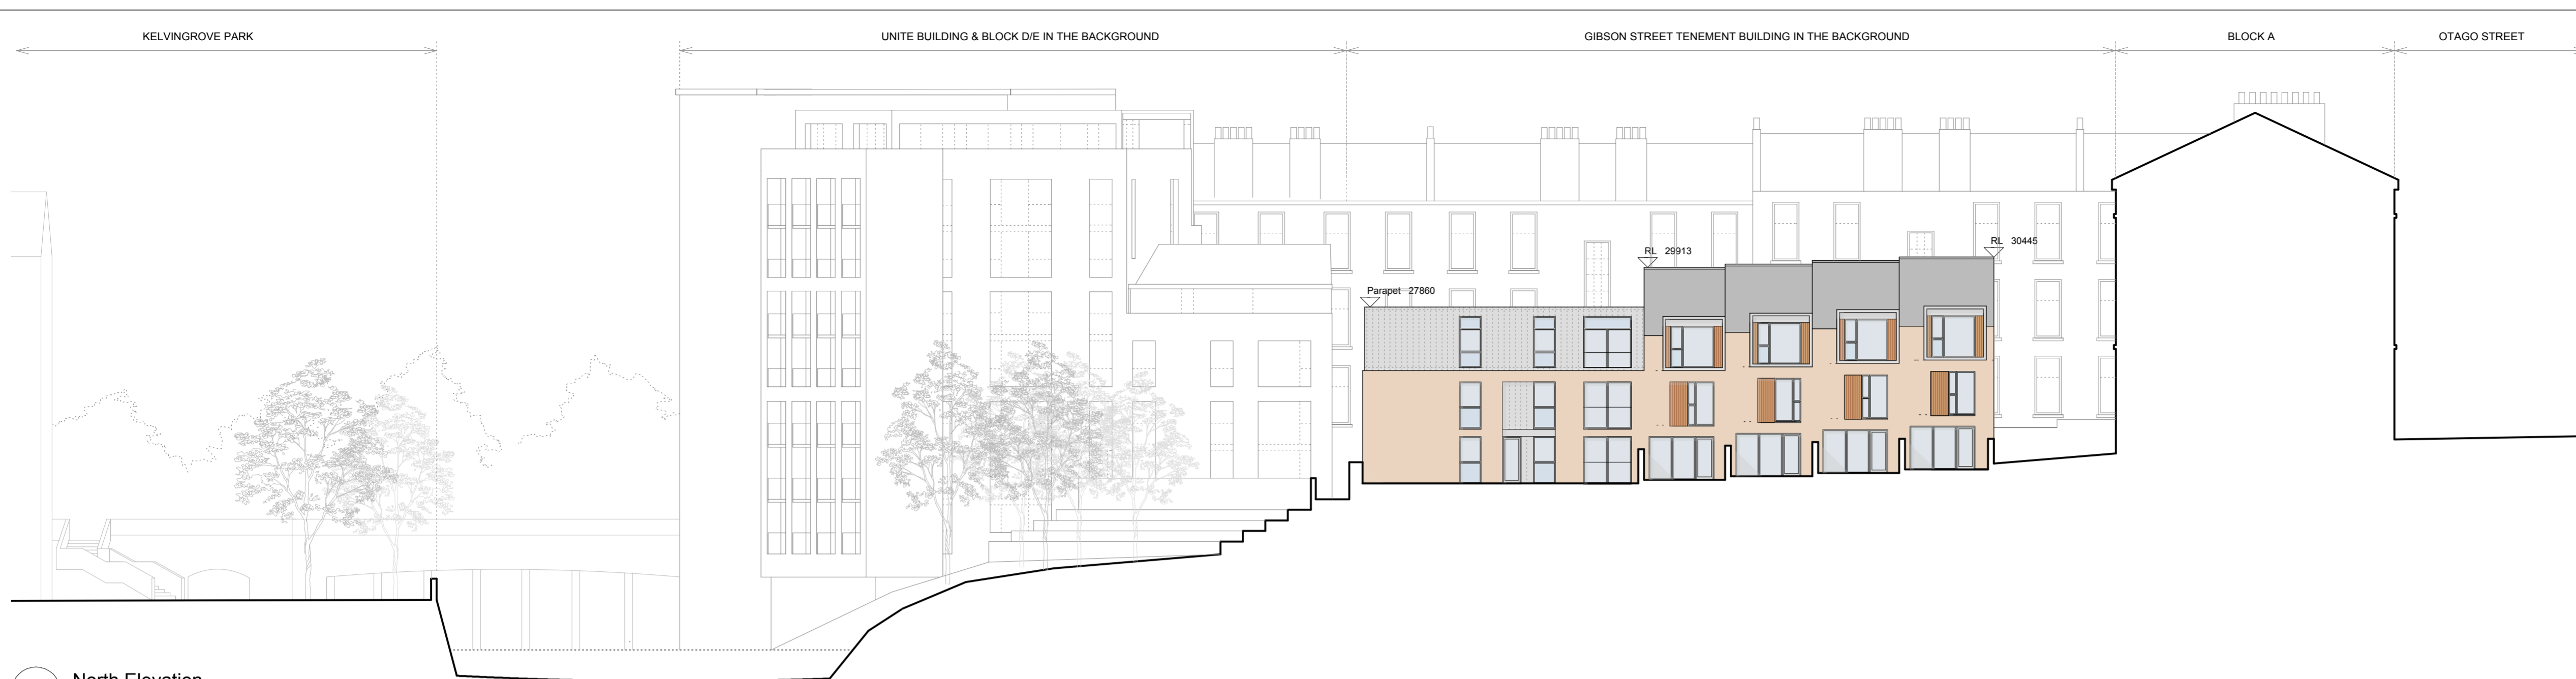 KELVINGROVE PARK
UNITE BUILDING & BLOCK D/E IN THE BACKGROUND
GIBSON STREET TENEMENT BUILDING IN THE BACKGROUND
BLOCK A
OTAGO STREET
RL 29913
RL 30445
Parapet 27860
North Elevation